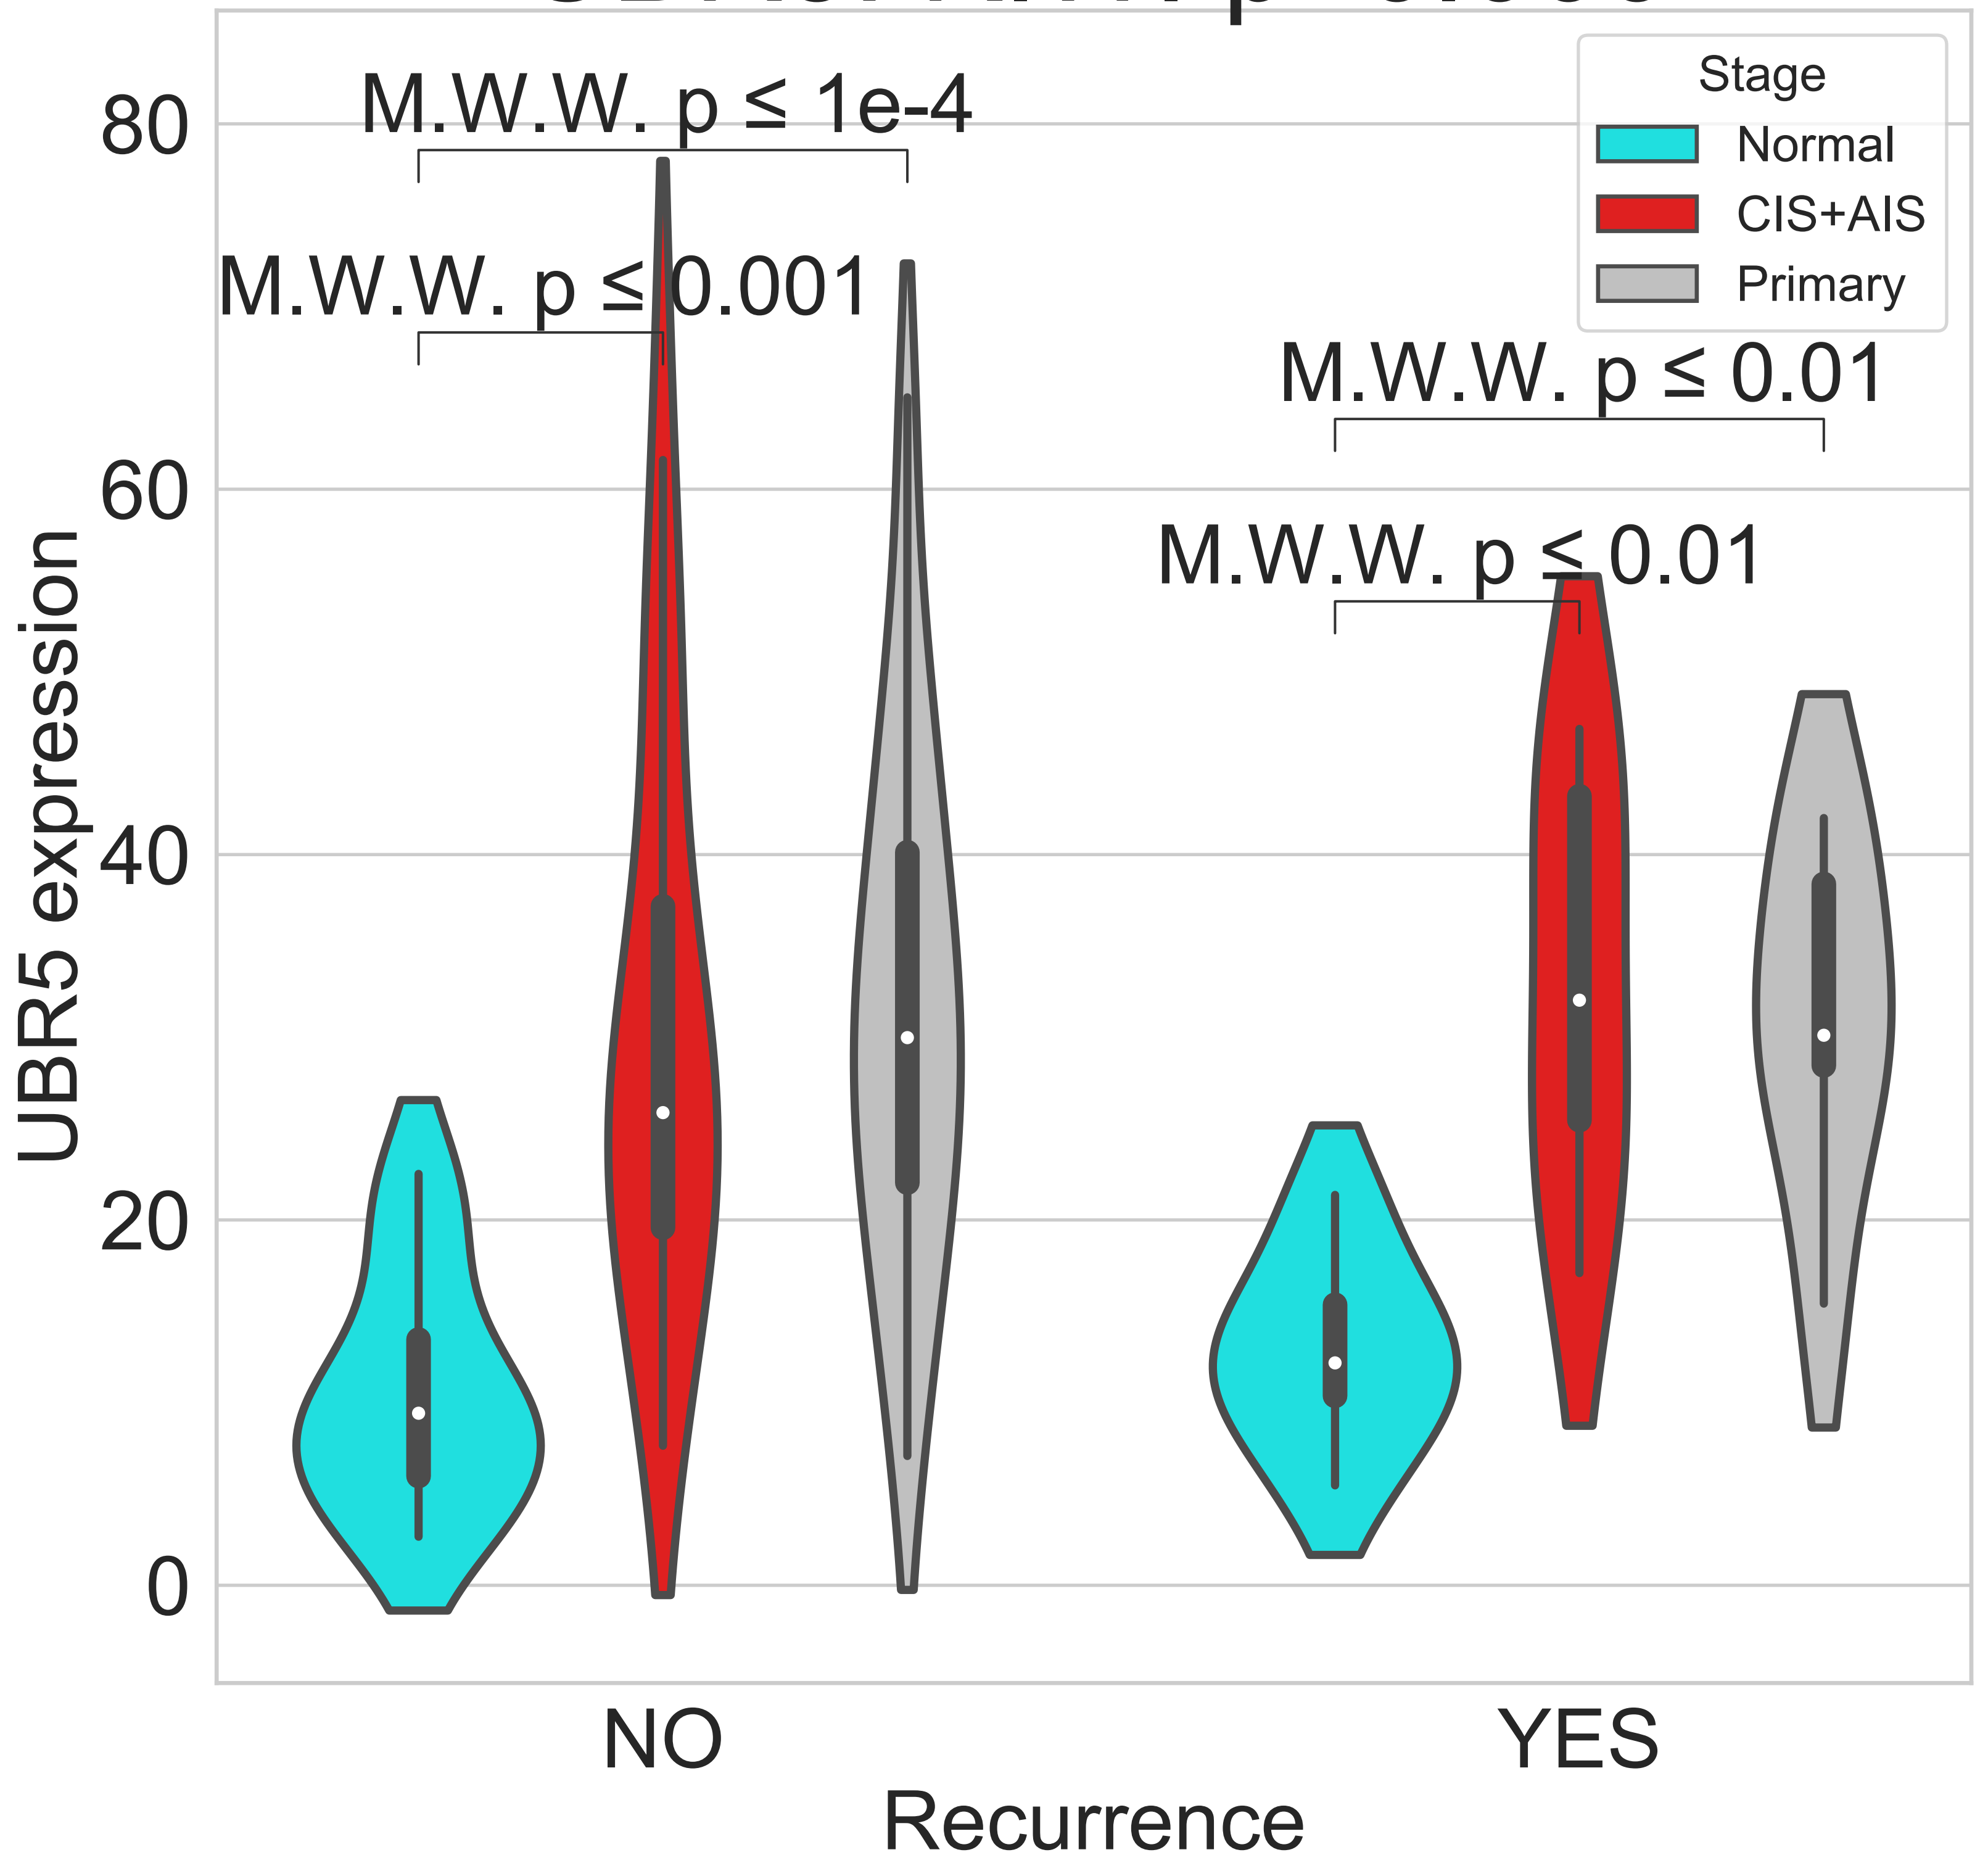 M.W.W. p ≤ 1e-4
M.W.W. p ≤ 0.001
M.W.W. p ≤ 0.01
M.W.W. p ≤ 0.01
Stage
Normal
CIS+AIS
Primary
80
60
40
20
0
UBR5 expression
NO
YES
Recurrence